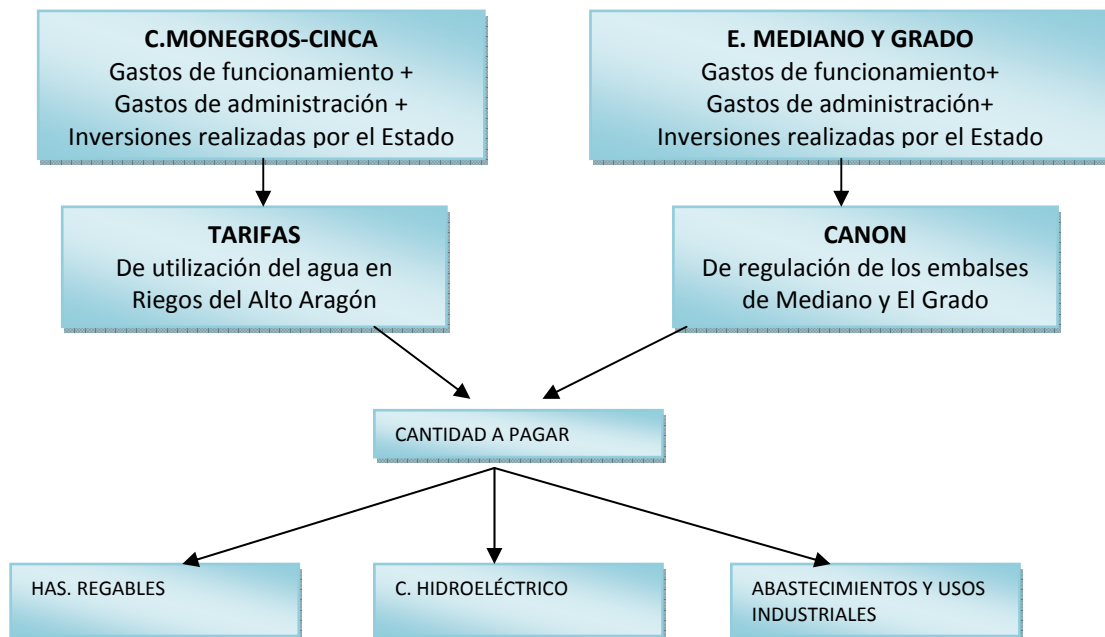 C.MONEGROS-CINCA
Gastos de funcionamiento +
Gastos de administración +
Inversiones realizadas por el Estado
E. MEDIANO Y GRADO
Gastos de funcionamiento+
Gastos de administración+
Inversiones realizadas por el Estado
TARIFAS
De utilización del agua en
Riegos del Alto Aragón
CANON
De regulación de los embalses
de Mediano y El Grado
CANTIDAD A PAGAR
HAS. REGABLES
C. HIDROELÉCTRICO
ABASTECIMIENTOS Y USOS
INDUSTRIALES